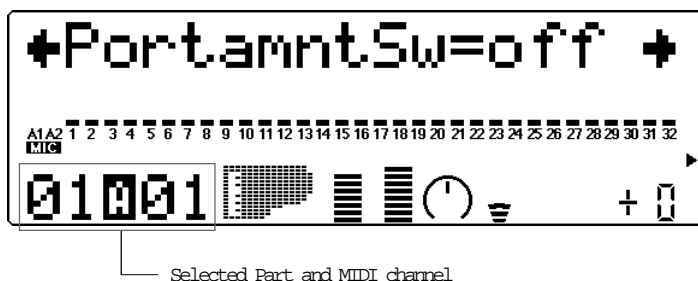 ←PortamntSw=off →
A1 A2 1 2 3 4 5 6 7 8 9 10 11 12 13 14 15 16 17 18 19 20 21 22 23 24 25 26 27 28 29 30 31 32
MIC
01A01 + 0
Selected Part and MIDI channel